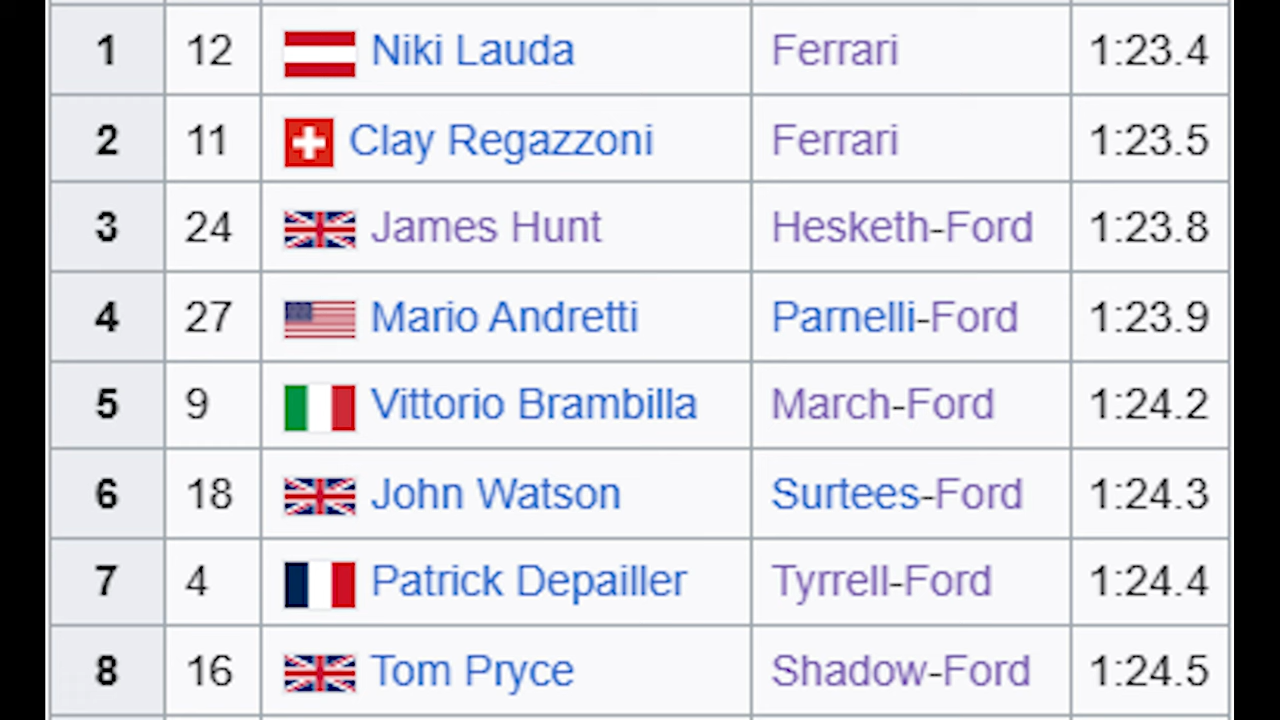 1 12 Niki Lauda Ferrari 1:23.4
2 11 Clay Regazzoni Ferrari 1:23.5
3 24 James Hunt Hesketh-Ford 1:23.8
4 27 Mario Andretti Parnelli-Ford 1:23.9
5 9 Vittorio Brambilla March-Ford 1:24.2
6 18 John Watson Surtees-Ford 1:24.3
7 4 Patrick Depailler Tyrrell-Ford 1:24.4
8 16 Tom Pryce Shadow-Ford 1:24.5